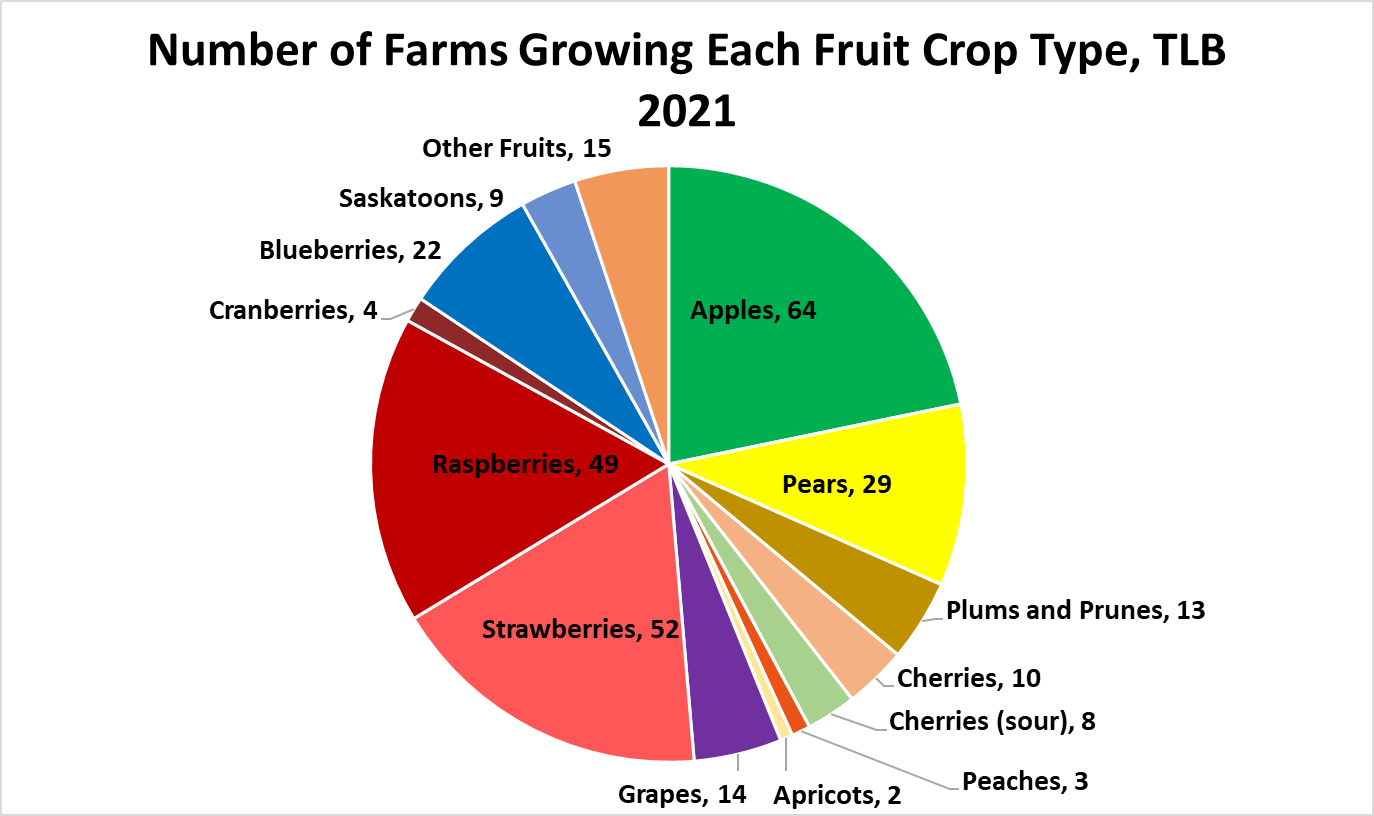 Number of Farms Growing Each Fruit Crop Type, TLB
2021
Other Fruits, 15
Saskatoons, 9
Blueberries, 22
Cranberries, 4
Apples, 64
Raspberries, 49
Pears, 29
Strawberries, 52
Plums and Prunes, 13
Cherries, 10
Cherries (sour), 8
Peaches, 3
Grapes, 14
Apricots, 2